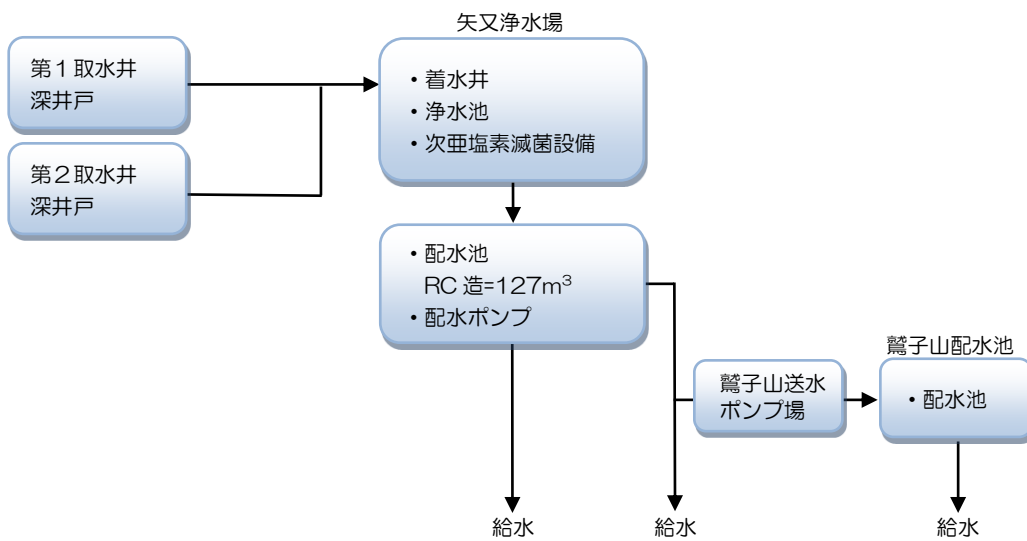 矢又浄水場
第1取水井
深井戸
・着水井
・浄水池
・次亜塩素滅菌設備
第2取水井
深井戸
・配水池
RC造=127m³
・配水ポンプ
鷲子山送水
ポンプ場
鷲子山配水池
・配水池
給水
給水
給水